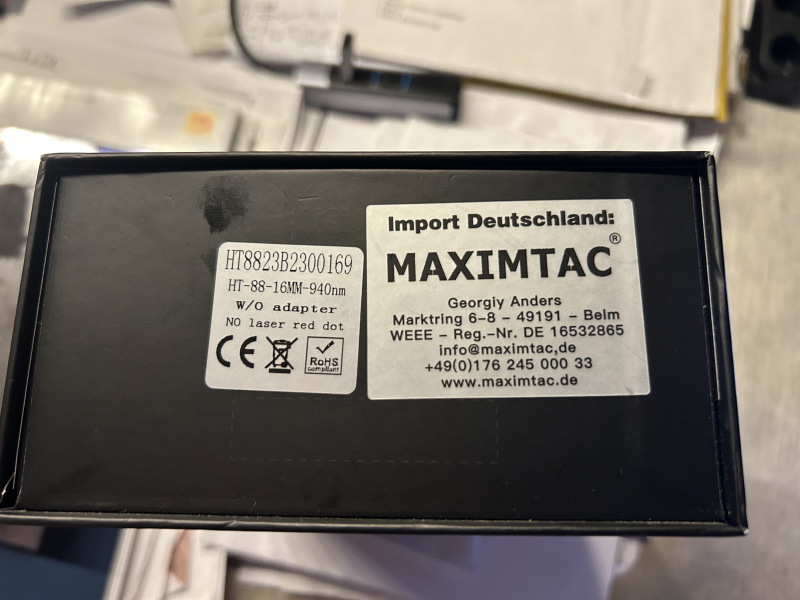 HT8823B2300169
HT-88-16MM-940nm
W/O adapter
NO laser red dot
CE
RoHS
compliant
Import Deutschland:
MAXIMTAC®
Georgiy Anders
Marktring 6-8 - 49191 - Belm
WEEE - Reg.-Nr. DE 16532865
info@maximtac,de
+49(0)176 245 000 33
www.maximtac.de